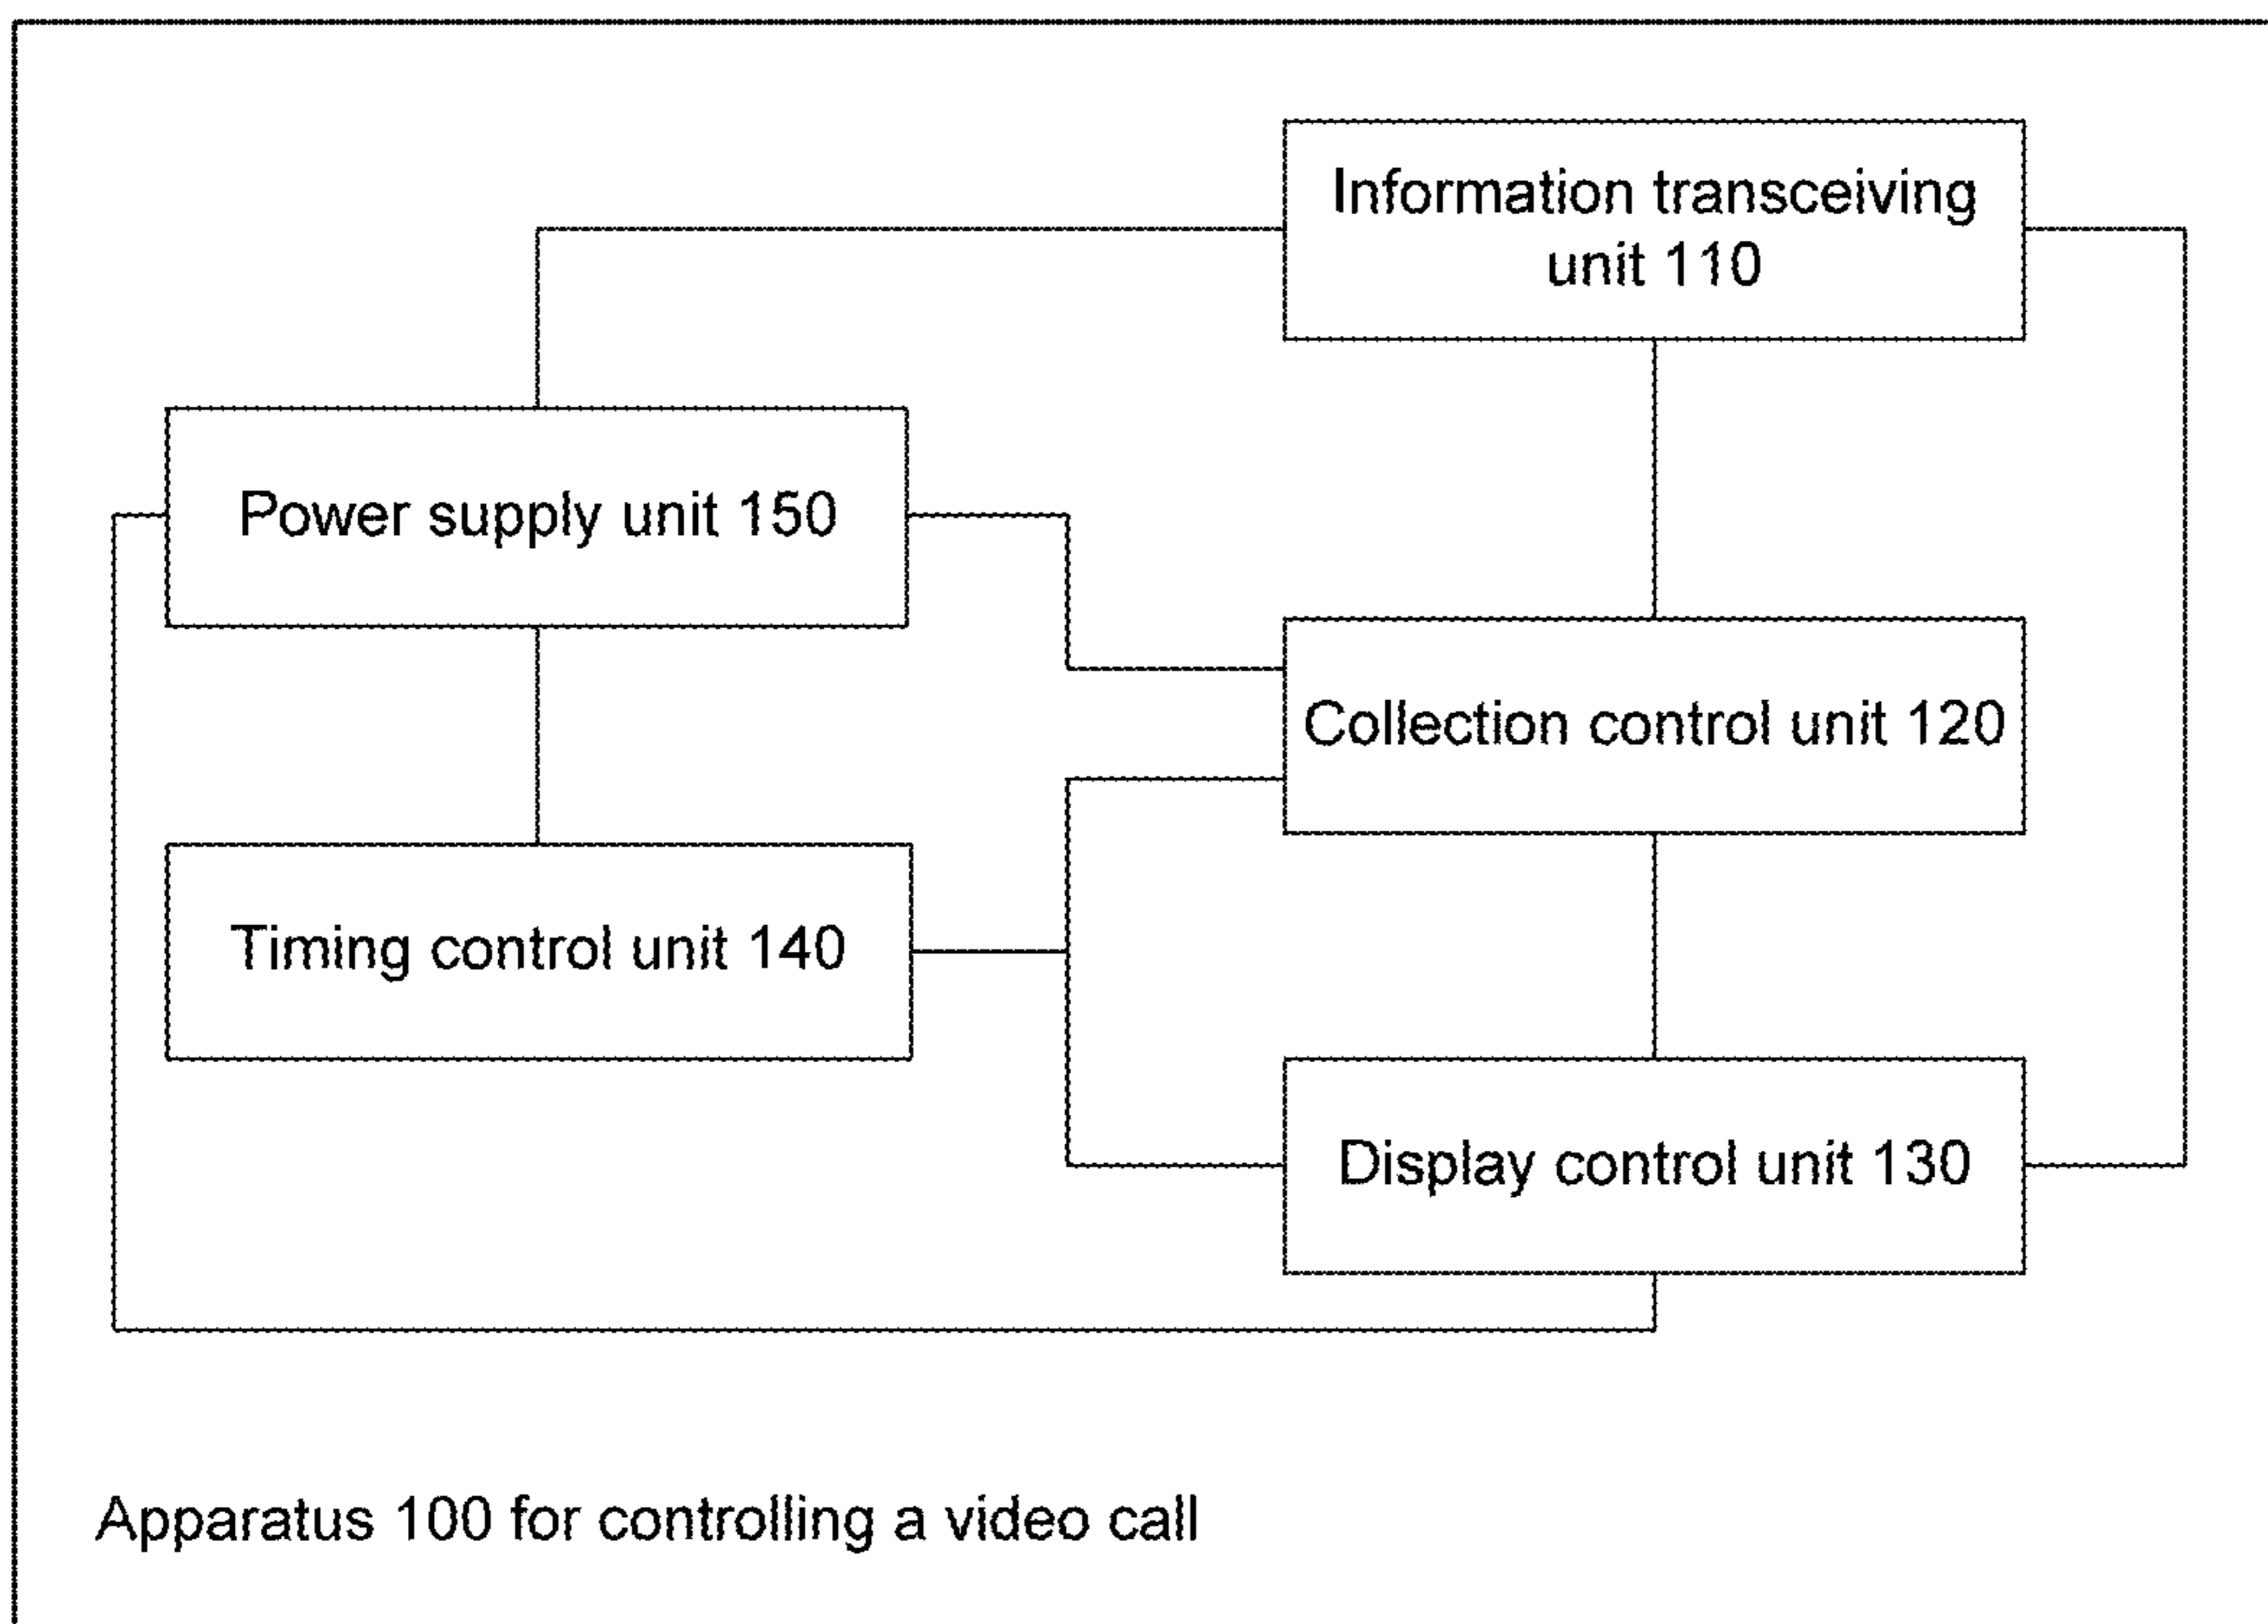 Information transceiving
unit 110
Power supply unit 150
Collection control unit 120
Timing control unit 140
Display control unit 130
Apparatus 100 for controlling a video call